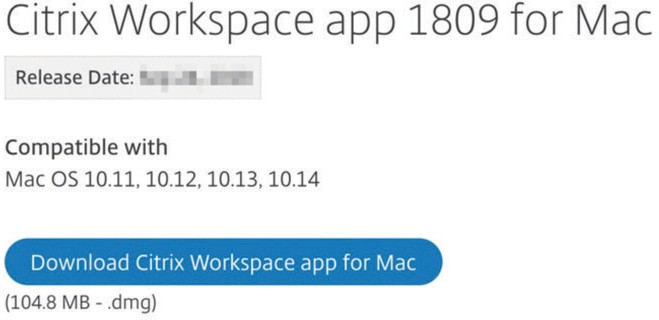 Citrix Workspace app 1809 for Mac
Release Date:
Compatible with
Mac OS 10.11, 10.12, 10.13, 10.14
Download Citrix Workspace app for Mac
(104.8 MB - .dmg)